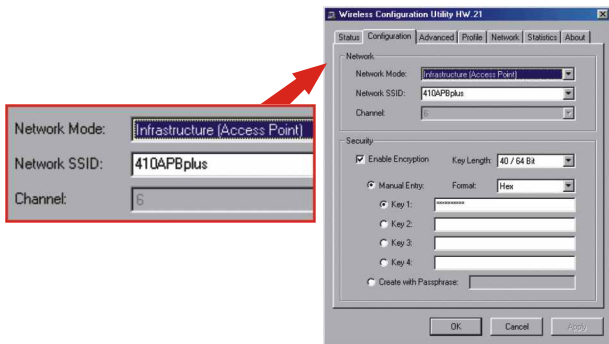 Wireless Configuration Utility HW.21
Status Configuration Advanced Profile Network Statistics About
Network
Network Mode: Infrastructure (Access Point)
Network SSID: 410APBplus
Channel: 6
Security
Enable Encryption Key Length: 40 / 64 Bit
Manual Entry: Format: Hex
Key 1: **********
Key 2:
Key 3:
Key 4:
Create with Passphrase:
OK Cancel Apply
Network Mode: Infrastructure (Access Point)
Network SSID: 410APBplus
Channel: 6